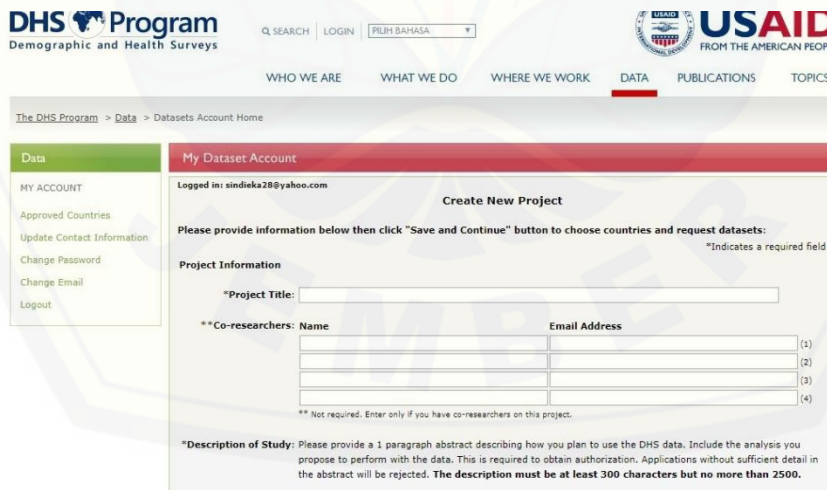 DHS Program
Demographic and Health Surveys
SEARCH LOGIN PILIH BAHASA
USAID
USAID
FROM THE AMERICAN PEOPL
INTERNATIONAL DEVELOPMENT
WHO WE ARE WHAT WE DO WHERE WE WORK DATA PUBLICATIONS TOPICS
The DHS Program > Data > Datasets Account Home
Data
MY ACCOUNT
Approved Countries
Update Contact Information
Change Password
Change Email
Logout
My Dataset Account
Logged in: sindieka28@yahoo.com
Create New Project
Please provide information below then click "Save and Continue" button to choose countries and request datasets:
*Indicates a required field
Project Information
*Project Title:
**Co-researchers: Name Email Address
(1)
(2)
(3)
(4)
** Not required. Enter only if you have co-researchers on this project.
*Description of Study: Please provide a 1 paragraph abstract describing how you plan to use the DHS data. Include the analysis you
propose to perform with the data. This is required to obtain authorization. Applications without sufficient detail in
the abstract will be rejected. The description must be at least 300 characters but no more than 2500.
JEMBER